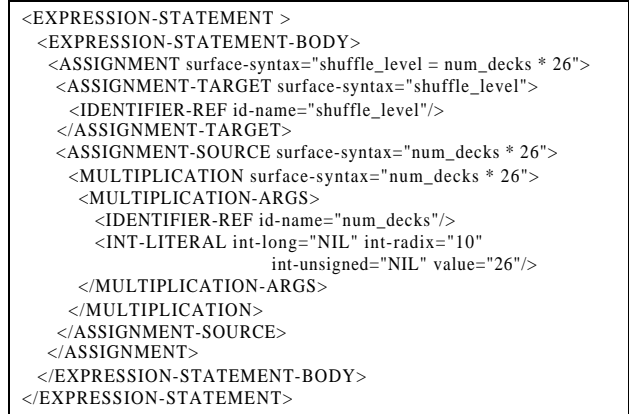 <EXPRESSION-STATEMENT >
<EXPRESSION-STATEMENT-BODY>
<ASSIGNMENT surface-syntax="shuffle_level = num_decks * 26">
<ASSIGNMENT-TARGET surface-syntax="shuffle_level">
<IDENTIFIER-REF id-name="shuffle_level"/>
</ASSIGNMENT-TARGET>
<ASSIGNMENT-SOURCE surface-syntax="num_decks * 26">
<MULTIPLICATION surface-syntax="num_decks * 26">
<MULTIPLICATION-ARGS>
<IDENTIFIER-REF id-name="num_decks"/>
<INT-LITERAL int-long="NIL" int-radix="10"
int-unsigned="NIL" value="26"/>
</MULTIPLICATION-ARGS>
</MULTIPLICATION>
</ASSIGNMENT-SOURCE>
</ASSIGNMENT>
</EXPRESSION-STATEMENT-BODY>
</EXPRESSION-STATEMENT>